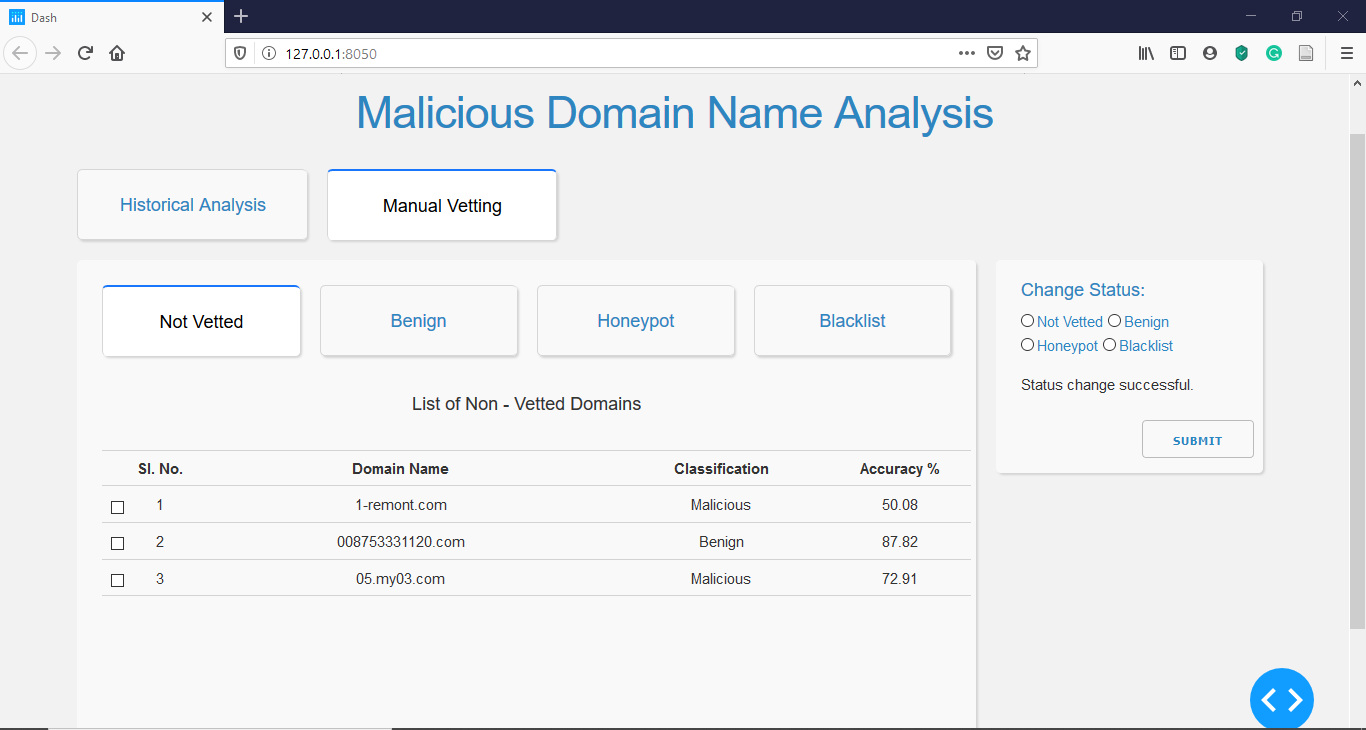 Dash
127.0.0.1:8050
Malicious Domain Name Analysis
Historical Analysis
Manual Vetting
Not Vetted
Benign
Honeypot
Blacklist
List of Non - Vetted Domains
Sl. No. Domain Name Classification Accuracy %
1 1-remont.com Malicious 50.08
2 008753331120.com Benign 87.82
3 05.my03.com Malicious 72.91
Change Status:
Not Vetted Benign
Honeypot Blacklist
Status change successful.
SUBMIT